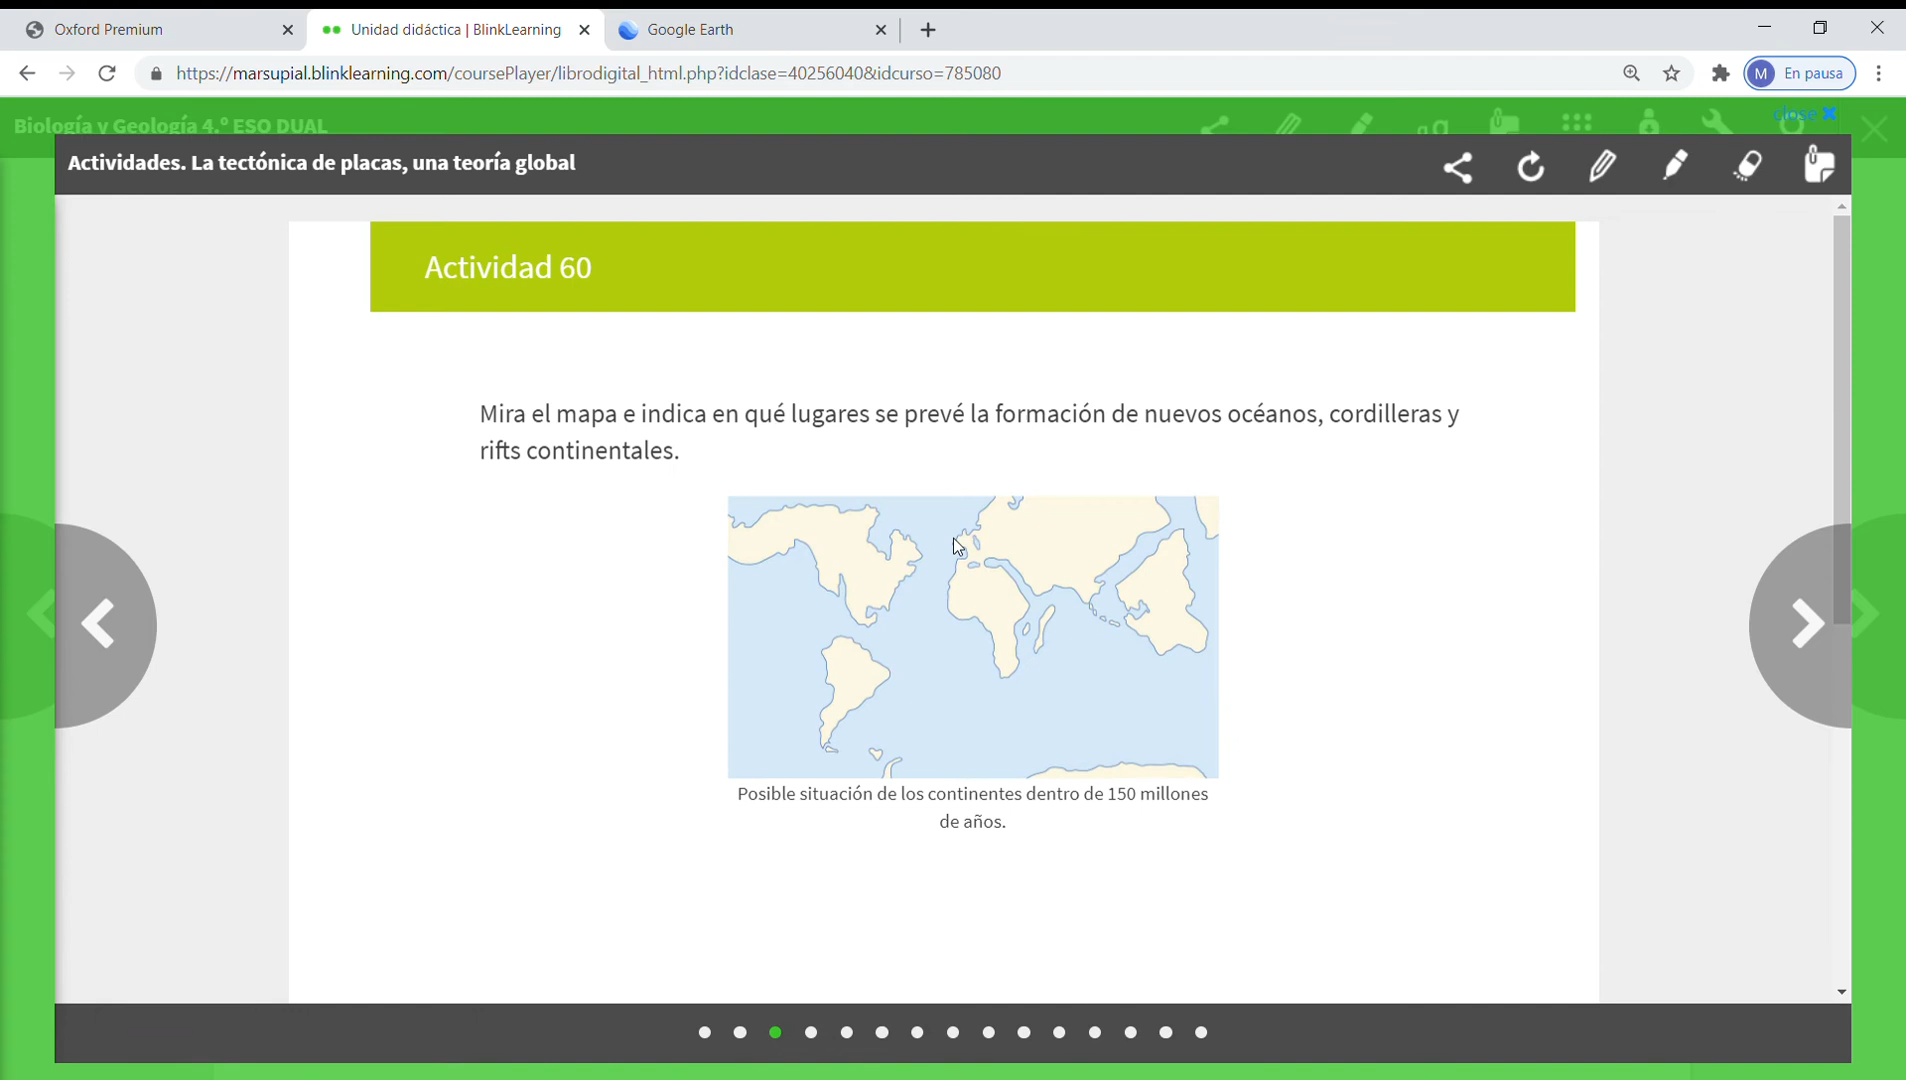 Oxford Premium
Unidad didáctica | BlinkLearning
Google Earth
https://marsupial.blinklearning.com/coursePlayer/librodigital_html.php?idclase=40256040&idcurso=785080
M En pausa
close
Biología y Geología 4.º ESO DUAL
Actividades. La tectónica de placas, una teoría global
Actividad 60
Mira el mapa e indica en qué lugares se prevé la formación de nuevos océanos, cordilleras y
rifts continentales.
Posible situación de los continentes dentro de 150 millones
de años.